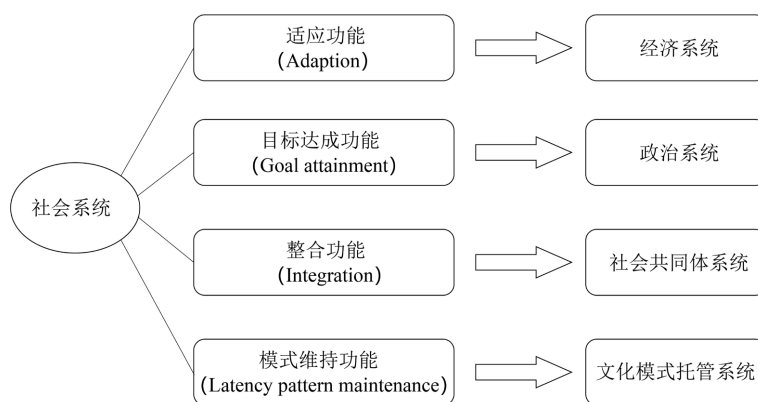 社会系统
适应功能
（Adaption）
经济系统
目标达成功能
（Goal attainment）
政治系统
整合功能
（Integration）
社会共同体系统
模式维持功能
（Latency pattern maintenance）
文化模式托管系统